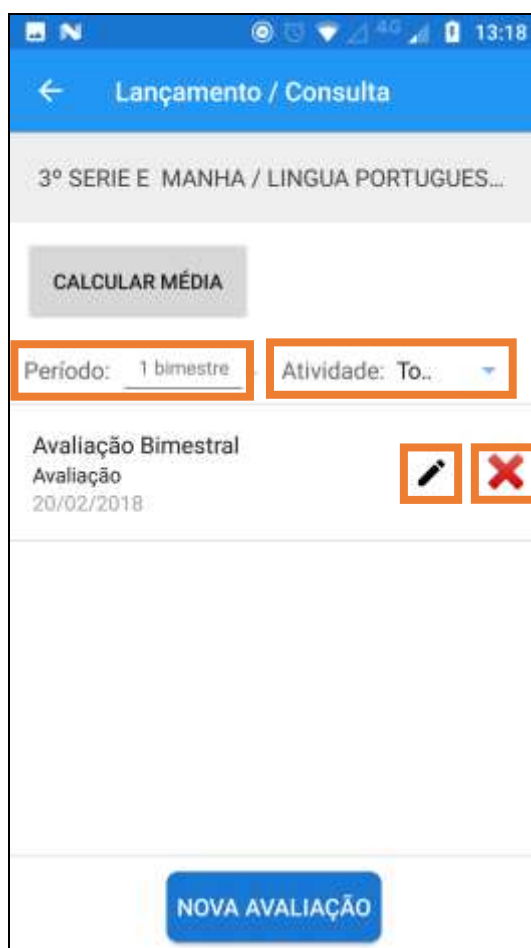 4G 13:18
Lançamento / Consulta
3º SERIE E MANHA / LINGUA PORTUGUES...
CALCULAR MÉDIA
Período: 1 bimestre Atividade: To..
Avaliação Bimestral
Avaliação
20/02/2018
NOVA AVALIAÇÃO